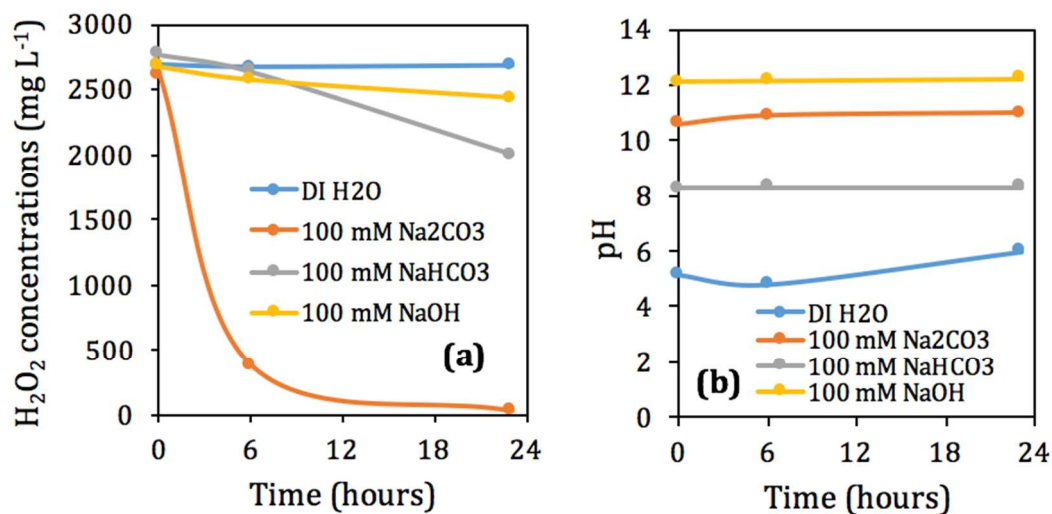 H₂O₂ concentrations (mg L⁻¹)
3000
2500
2000
1500
1000
500
0
DI H2O
100 mM Na2CO3
100 mM NaHCO3
100 mM NaOH
(a)
0 6 12 18 24
Time (hours)
pH
14
12
10
8
6
4
2
0
DI H2O
100 mM Na2CO3
100 mM NaHCO3
100 mM NaOH
(b)
0 6 12 18 24
Time (hours)